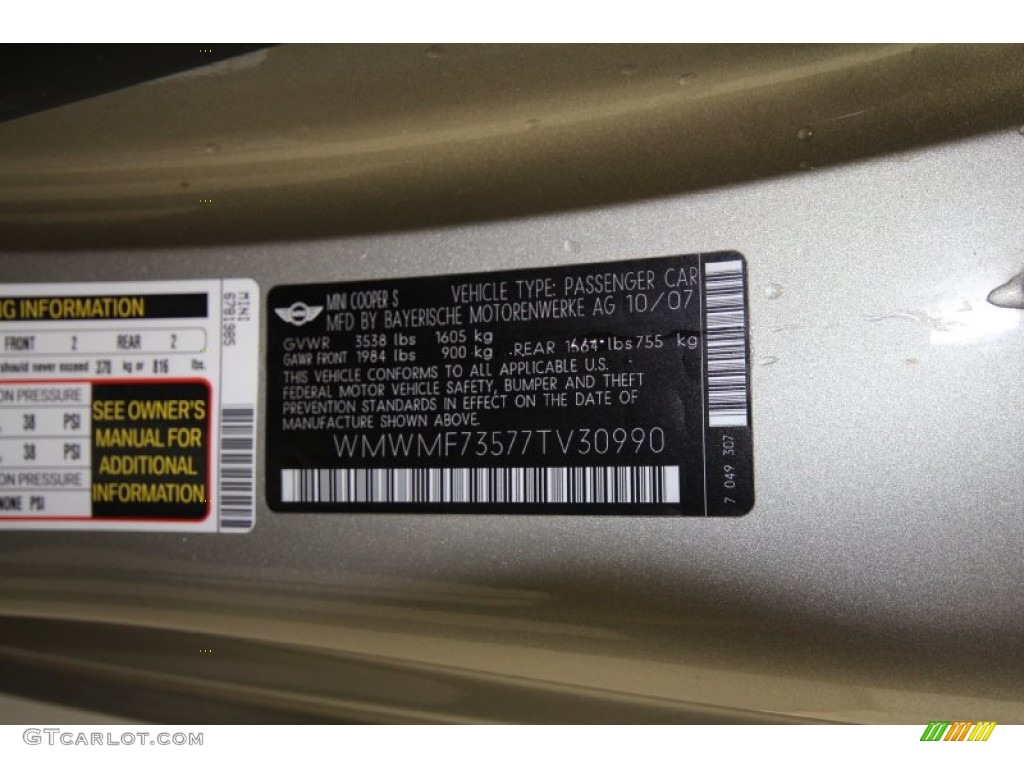 NG INFORMATION
FRONT 2 REAR 2
should never exceed 370 kg or 816 lbs.
ON PRESSURE
38 PSI
38 PSI
ON PRESSURE
NONE PSI
SEE OWNER'S
MANUAL FOR
ADDITIONAL
INFORMATION
MINI
6781985
MINI COOPER S VEHICLE TYPE: PASSENGER CAR
MFD BY BAYERISCHE MOTORENWERKE AG 10/07
GVWR 3538 lbs 1605 kg
GAWR FRONT 1984 lbs 900 kg REAR 1664 lbs 755 kg
THIS VEHICLE CONFORMS TO ALL APPLICABLE U.S.
FEDERAL MOTOR VEHICLE SAFETY, BUMPER AND THEFT
PREVENTION STANDARDS IN EFFECT ON THE DATE OF
MANUFACTURE SHOWN ABOVE.
WMWMF73577TV30990
7 049 307
GTCARLOT.COM